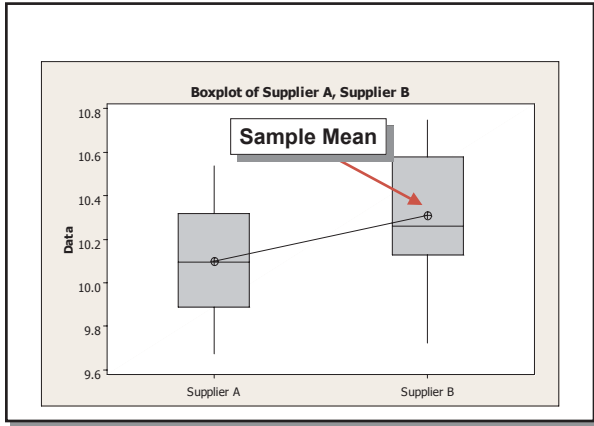 Boxplot of Supplier A, Supplier B
10.8
10.6
10.4
10.2
10.0
9.8
9.6
Data
Sample Mean
Supplier A
Supplier B